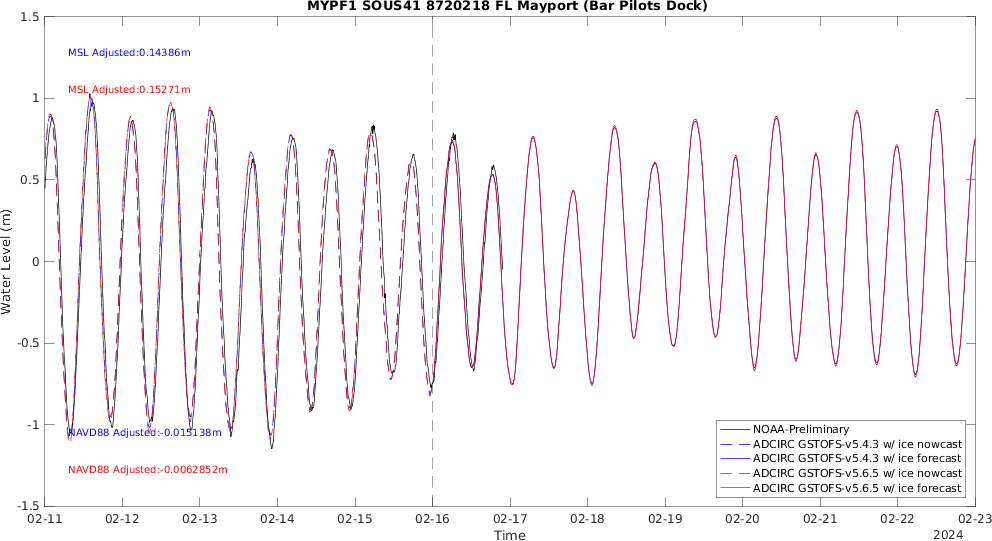 MYPF1 SOUS41 8720218 FL Mayport (Bar Pilots Dock)
1.5
1
0.5
0
-0.5
-1
-1.5
Water Level (m)
MSL Adjusted:0.14386m
MSL Adjusted:0.15271m
NAVD88 Adjusted:-0.015138m
NAVD88 Adjusted:-0.0062852m
NOAA-Preliminary
ADCIRC GSTOFS-v5.4.3 w/ ice nowcast
ADCIRC GSTOFS-v5.4.3 w/ ice forecast
ADCIRC GSTOFS-v5.6.5 w/ ice nowcast
ADCIRC GSTOFS-v5.6.5 w/ ice forecast
02-11 02-12 02-13 02-14 02-15 02-16 02-17 02-18 02-19 02-20 02-21 02-22 02-23
Time
2024